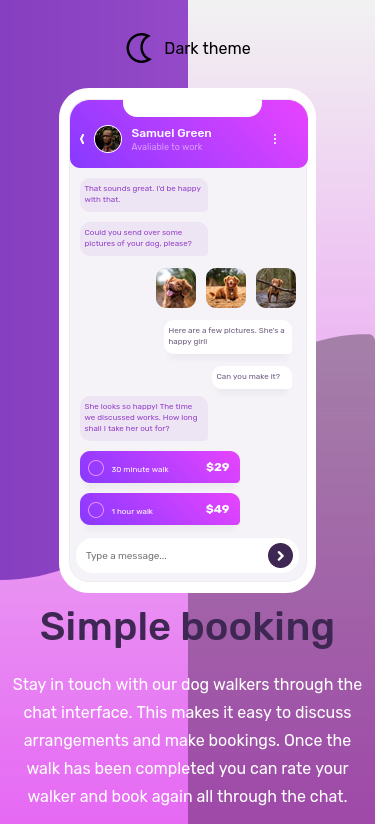 Dark theme
Samuel Green
Avaliable to work
That sounds great. I'd be happy
with that.
Could you send over some
pictures of your dog, please?
Here are a few pictures. She's a
happy girl!
Can you make it?
She looks so happy! The time
we discussed works. How long
shall I take her out for?
30 minute walk $29
1 hour walk $49
Type a message...
Simple booking
Stay in touch with our dog walkers through the
chat interface. This makes it easy to discuss
arrangements and make bookings. Once the
walk has been completed you can rate your
walker and book again all through the chat.